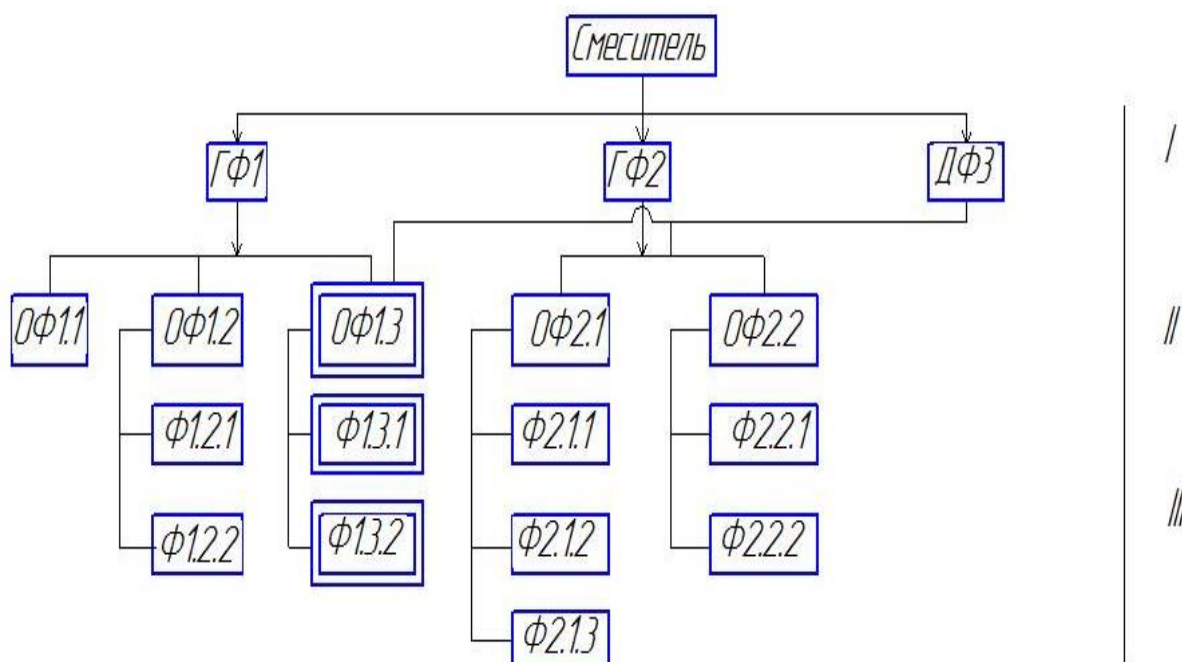 Смеситель
ГФ1 ГФ2 ДФ3 I
ОФ1.1 ОФ1.2 ОФ1.3 ОФ2.1 ОФ2.2 II
Ф1.2.1 Ф1.3.1 Ф2.1.1 Ф2.2.1
III
Ф1.2.2 Ф1.3.2 Ф2.1.2 Ф2.2.2
Ф2.1.3